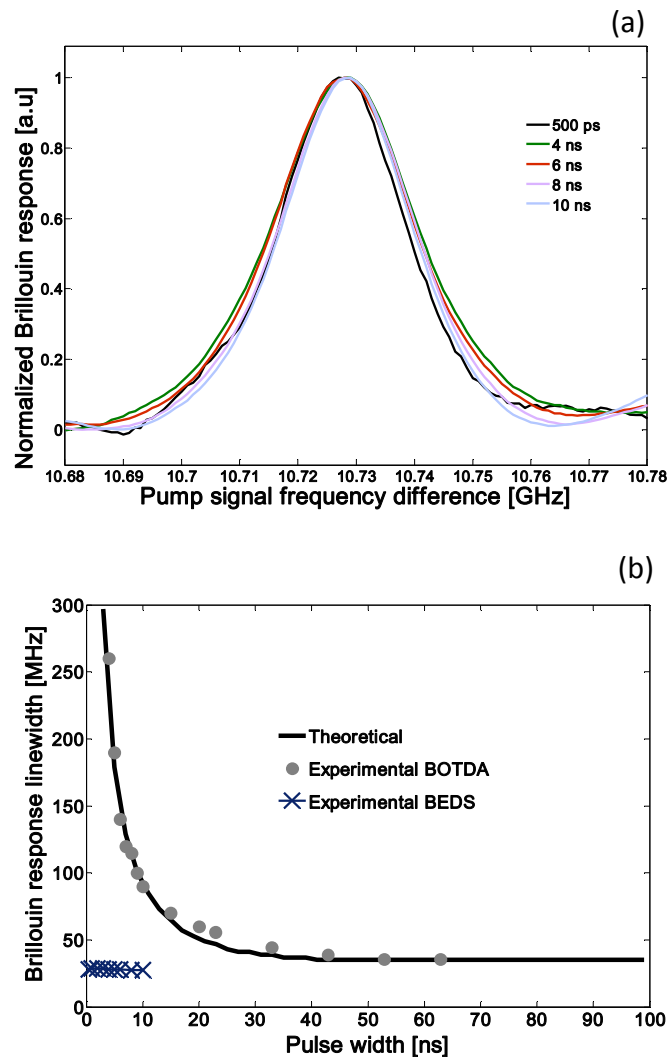 (a)
Normalized Brillouin response [a.u]
1
0.8
0.6
0.4
0.2
0
500 ps
4 ns
6 ns
8 ns
10 ns
10.68 10.69 10.7 10.71 10.72 10.73 10.74 10.75 10.76 10.77 10.78
Pump signal frequency difference [GHz]
(b)
Brillouin response linewidth [MHz]
300
250
200
150
100
50
0
Theoretical
Experimental BOTDA
Experimental BEDS
0 10 20 30 40 50 60 70 80 90 100
Pulse width [ns]